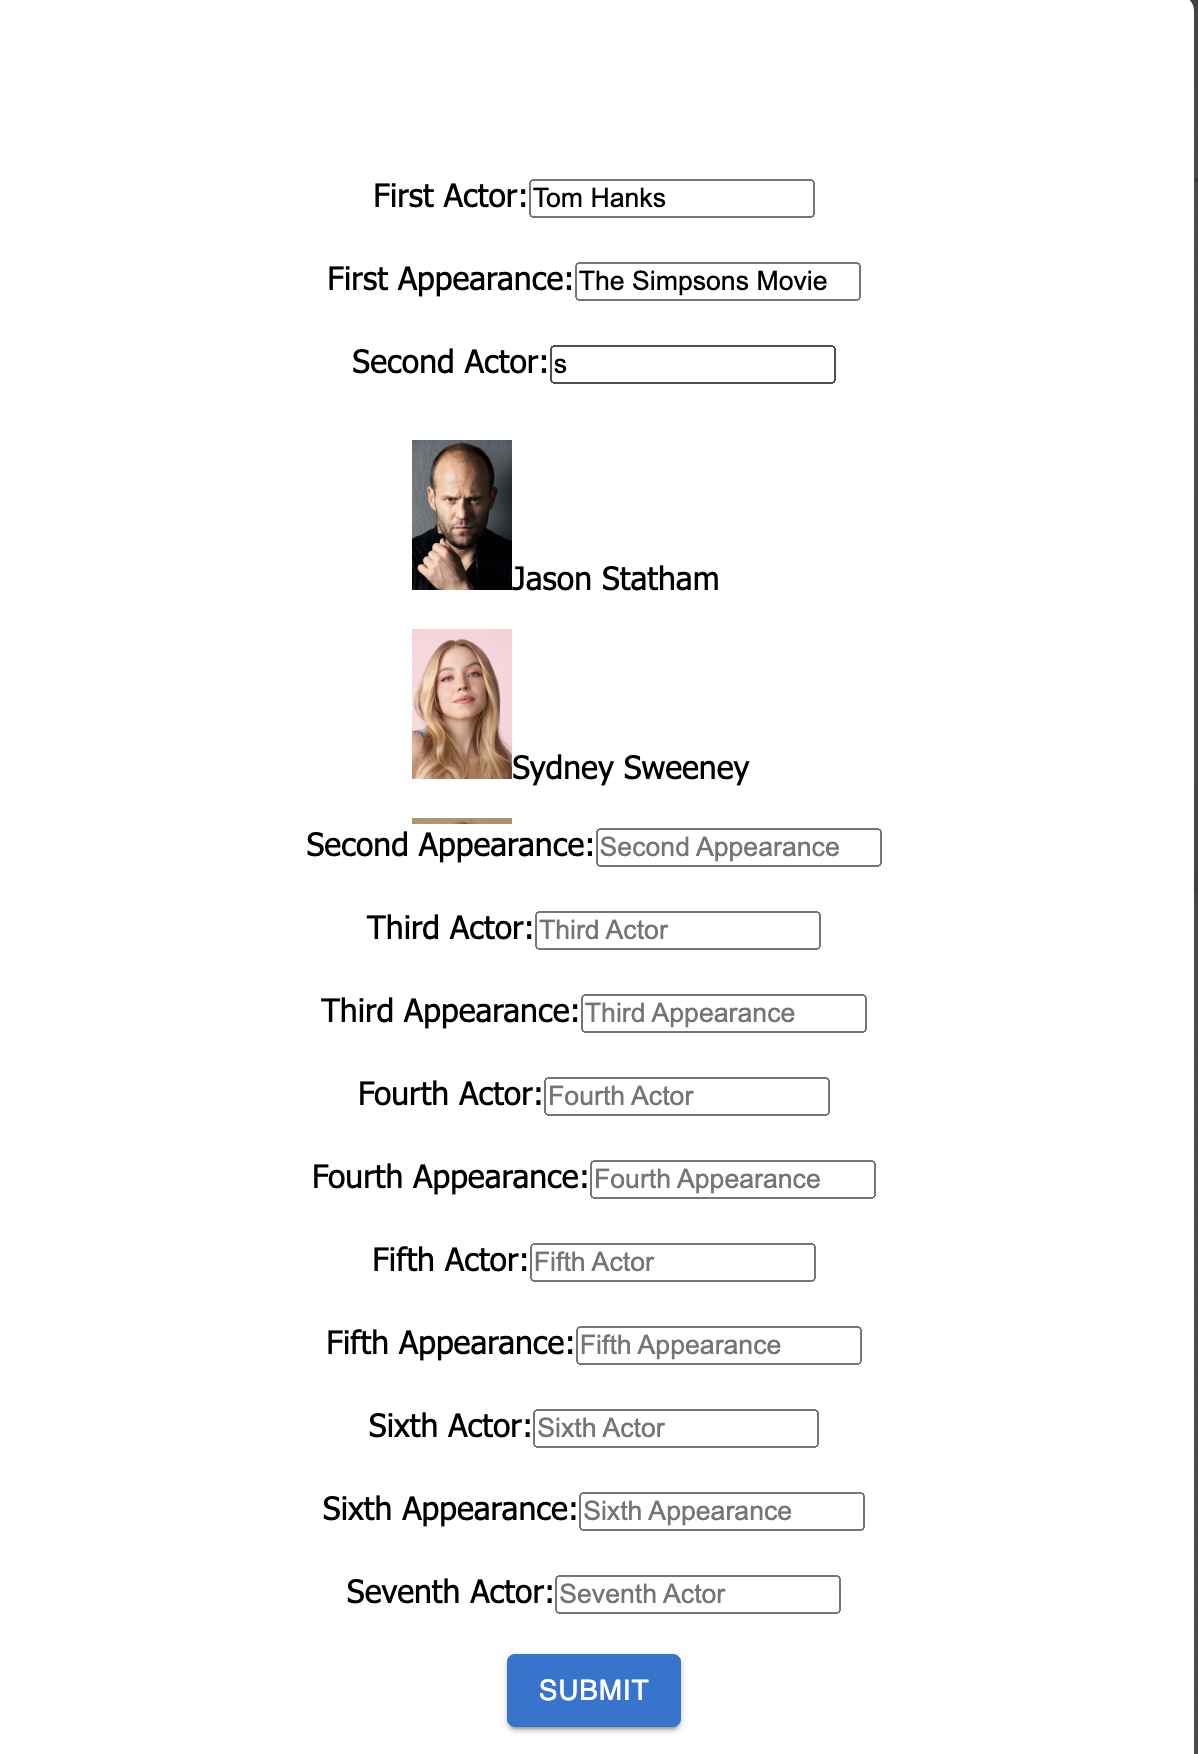 First Actor: Tom Hanks
First Appearance: The Simpsons Movie
Second Actor: s
Jason Statham
Sydney Sweeney
Second Appearance: Second Appearance
Third Actor: Third Actor
Third Appearance: Third Appearance
Fourth Actor: Fourth Actor
Fourth Appearance: Fourth Appearance
Fifth Actor: Fifth Actor
Fifth Appearance: Fifth Appearance
Sixth Actor: Sixth Actor
Sixth Appearance: Sixth Appearance
Seventh Actor: Seventh Actor
SUBMIT